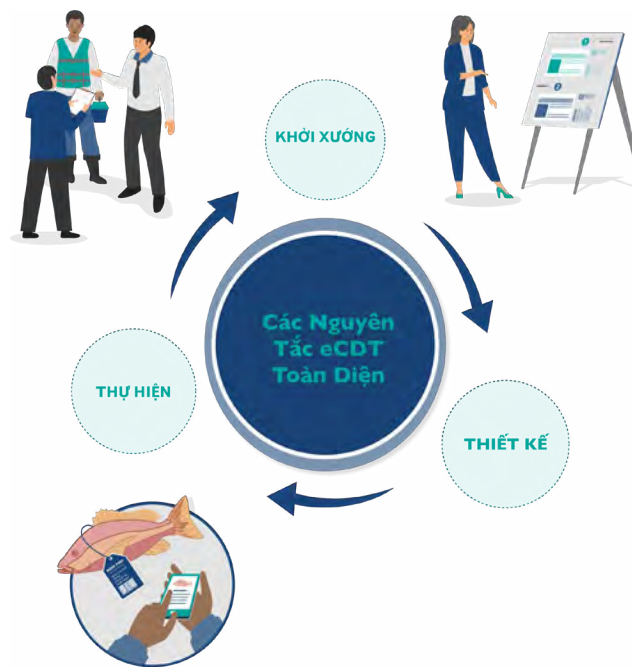 KHỞI XƯỚNG
Các Nguyên
Tắc eCDT
Toàn Diện
THỰ HIỆN
THIẾT KẾ